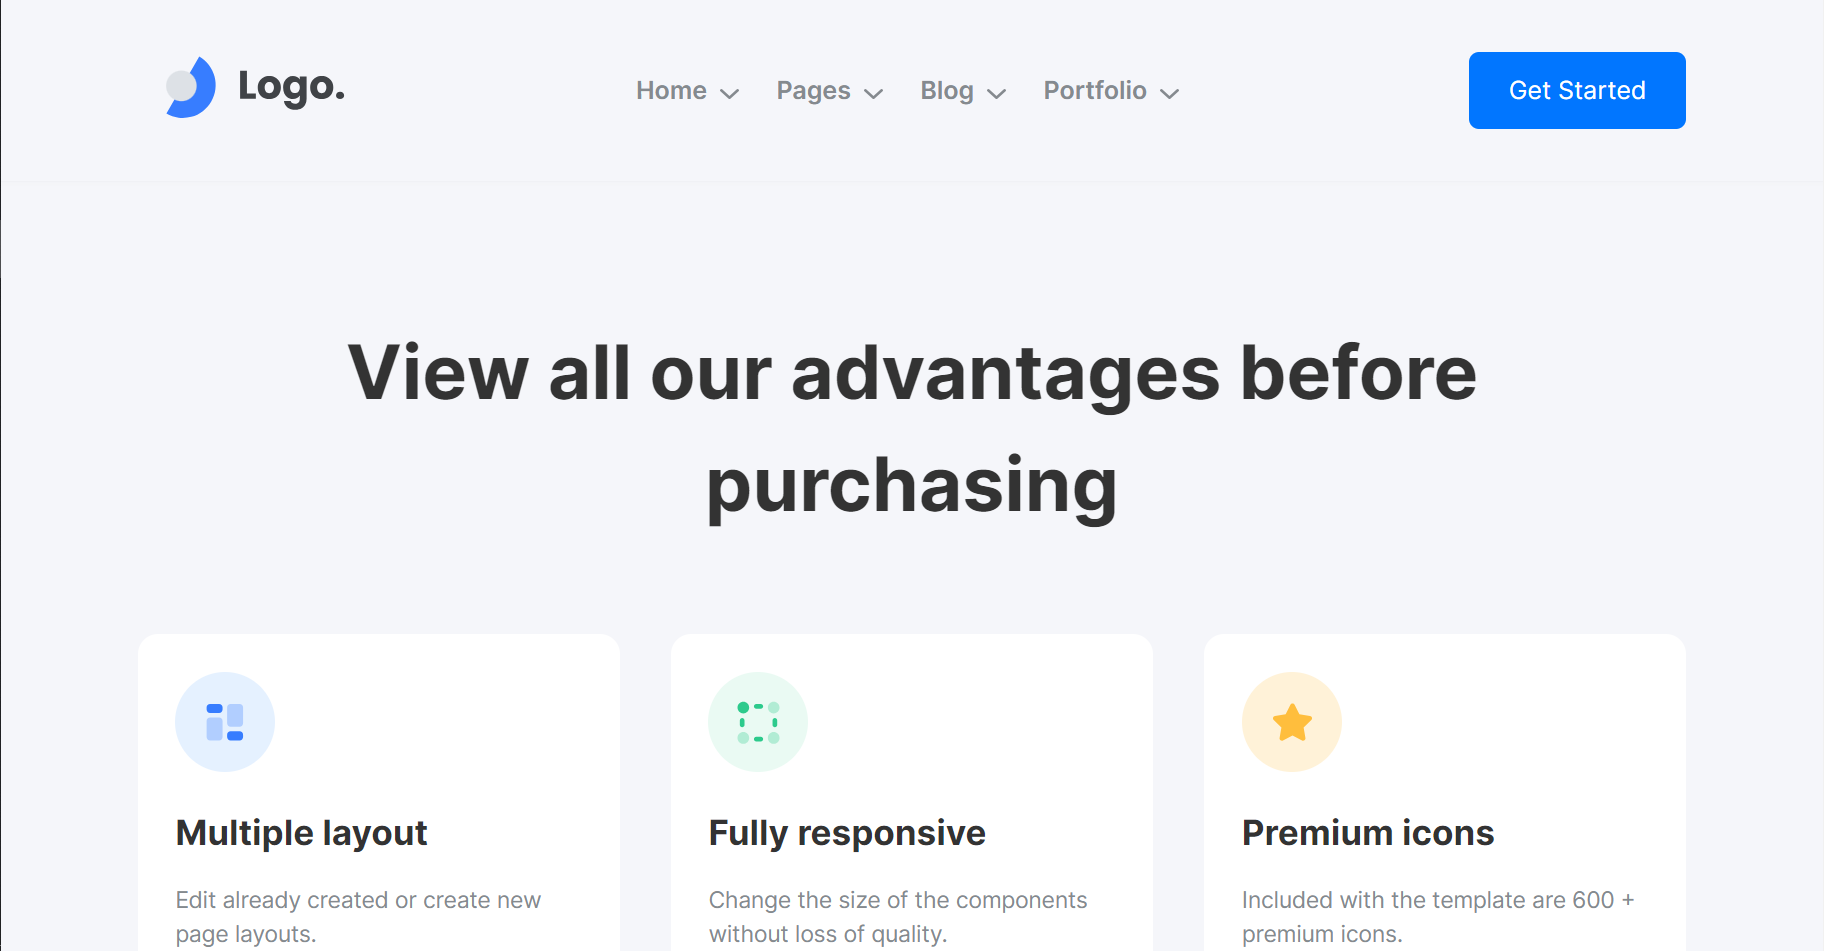 Logo.
Home
Pages
Blog
Portfolio
Get Started
View all our advantages before
purchasing
Multiple layout
Edit already created or create new
page layouts.
Fully responsive
Change the size of the components
without loss of quality.
Premium icons
Included with the template are 600 +
premium icons.